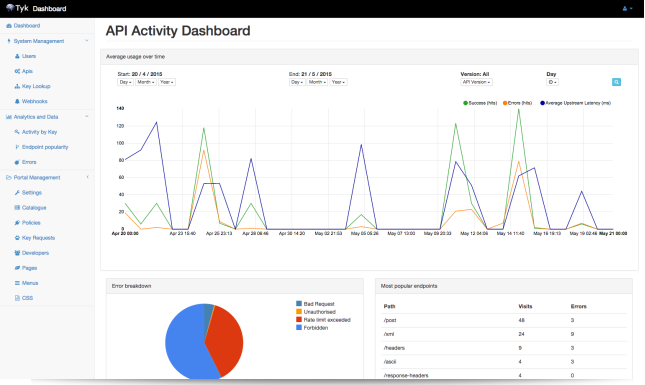 Tyk Dashboard
Dashboard
System Management
Users
Apis
Key Lookup
Webhooks
Analytics and Data
Activity by Key
Endpoint popularity
Errors
Portal Management
Settings
Catalogue
Policies
Key Requests
Developers
Pages
Menus
CSS
API Activity Dashboard
Average usage over time
Start: 20 / 4 / 2015 End: 21 / 5 / 2015 Version: All Day
Day Month Year Day Month Year API Version ID
Success (hits) Errors (hits) Average Upstream Latency (ms)
140
120
100
80
60
40
20
0
Apr 20 00:00 Apr 23 15:40 Apr 25 23:13 Apr 28 06:46 Apr 30 14:20 May 02 21:53 May 05 05:26 May 07 13:00 May 09 20:33 May 12 04:06 May 14 11:40 May 16 19:13 May 19 02:46 May 21 00:00
Error breakdown
Bad Request
Unauthorised
Rate limit exceeded
Forbidden
Most popular endpoints
Path Visits Errors
/post 48 3
/xml 24 9
/headers 9 3
/ascii 4 3
/response-headers 4 0